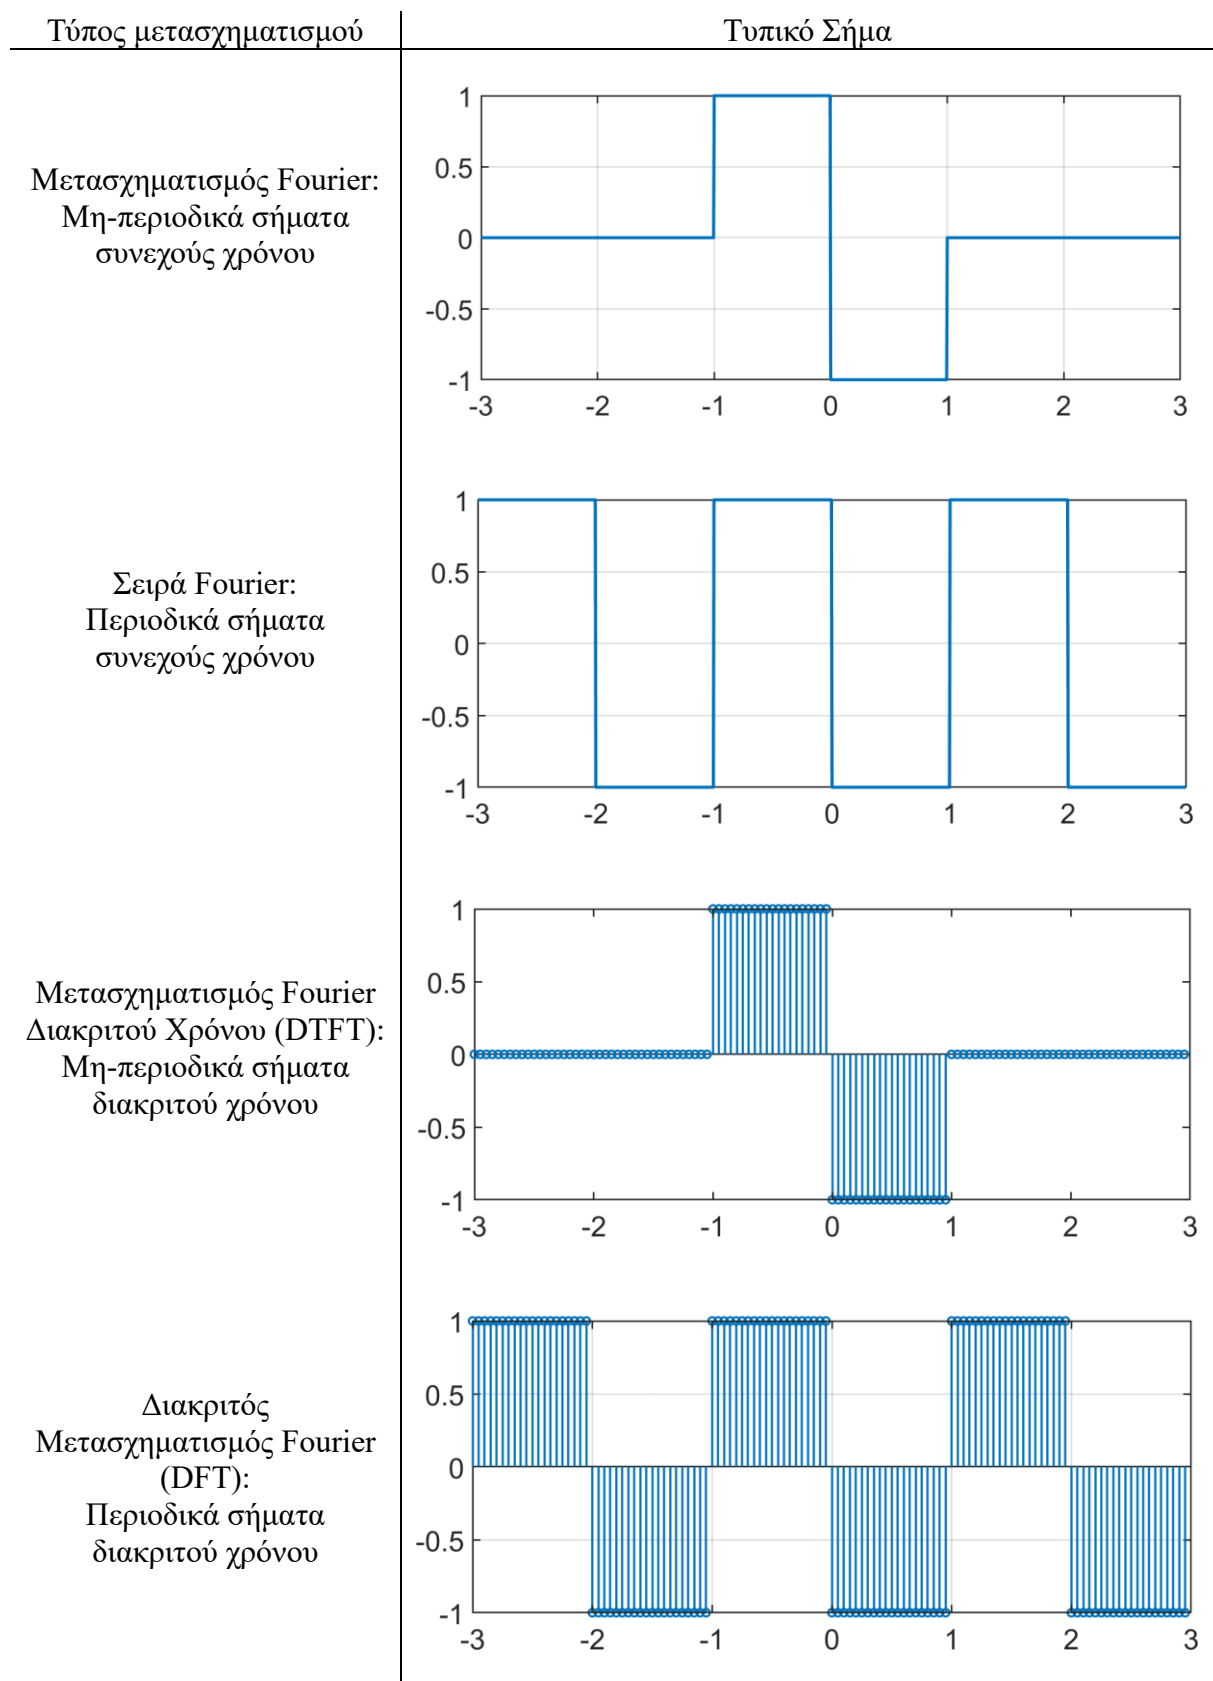 Τύπος μετασχηματισμού
Τυπικό Σήμα
Μετασχηματισμός Fourier:
Μη-περιοδικά σήματα
συνεχούς χρόνου
1
0.5
0
-0.5
-1
-3 -2 -1 0 1 2 3
Σειρά Fourier:
Περιοδικά σήματα
συνεχούς χρόνου
1
0.5
0
-0.5
-1
-3 -2 -1 0 1 2 3
Μετασχηματισμός Fourier
Διακριτού Χρόνου (DTFT):
Μη-περιοδικά σήματα
διακριτού χρόνου
1
0.5
0
-0.5
-1
-3 -2 -1 0 1 2 3
Διακριτός
Μετασχηματισμός Fourier
(DFT):
Περιοδικά σήματα
διακριτού χρόνου
1
0.5
0
-0.5
-1
-3 -2 -1 0 1 2 3